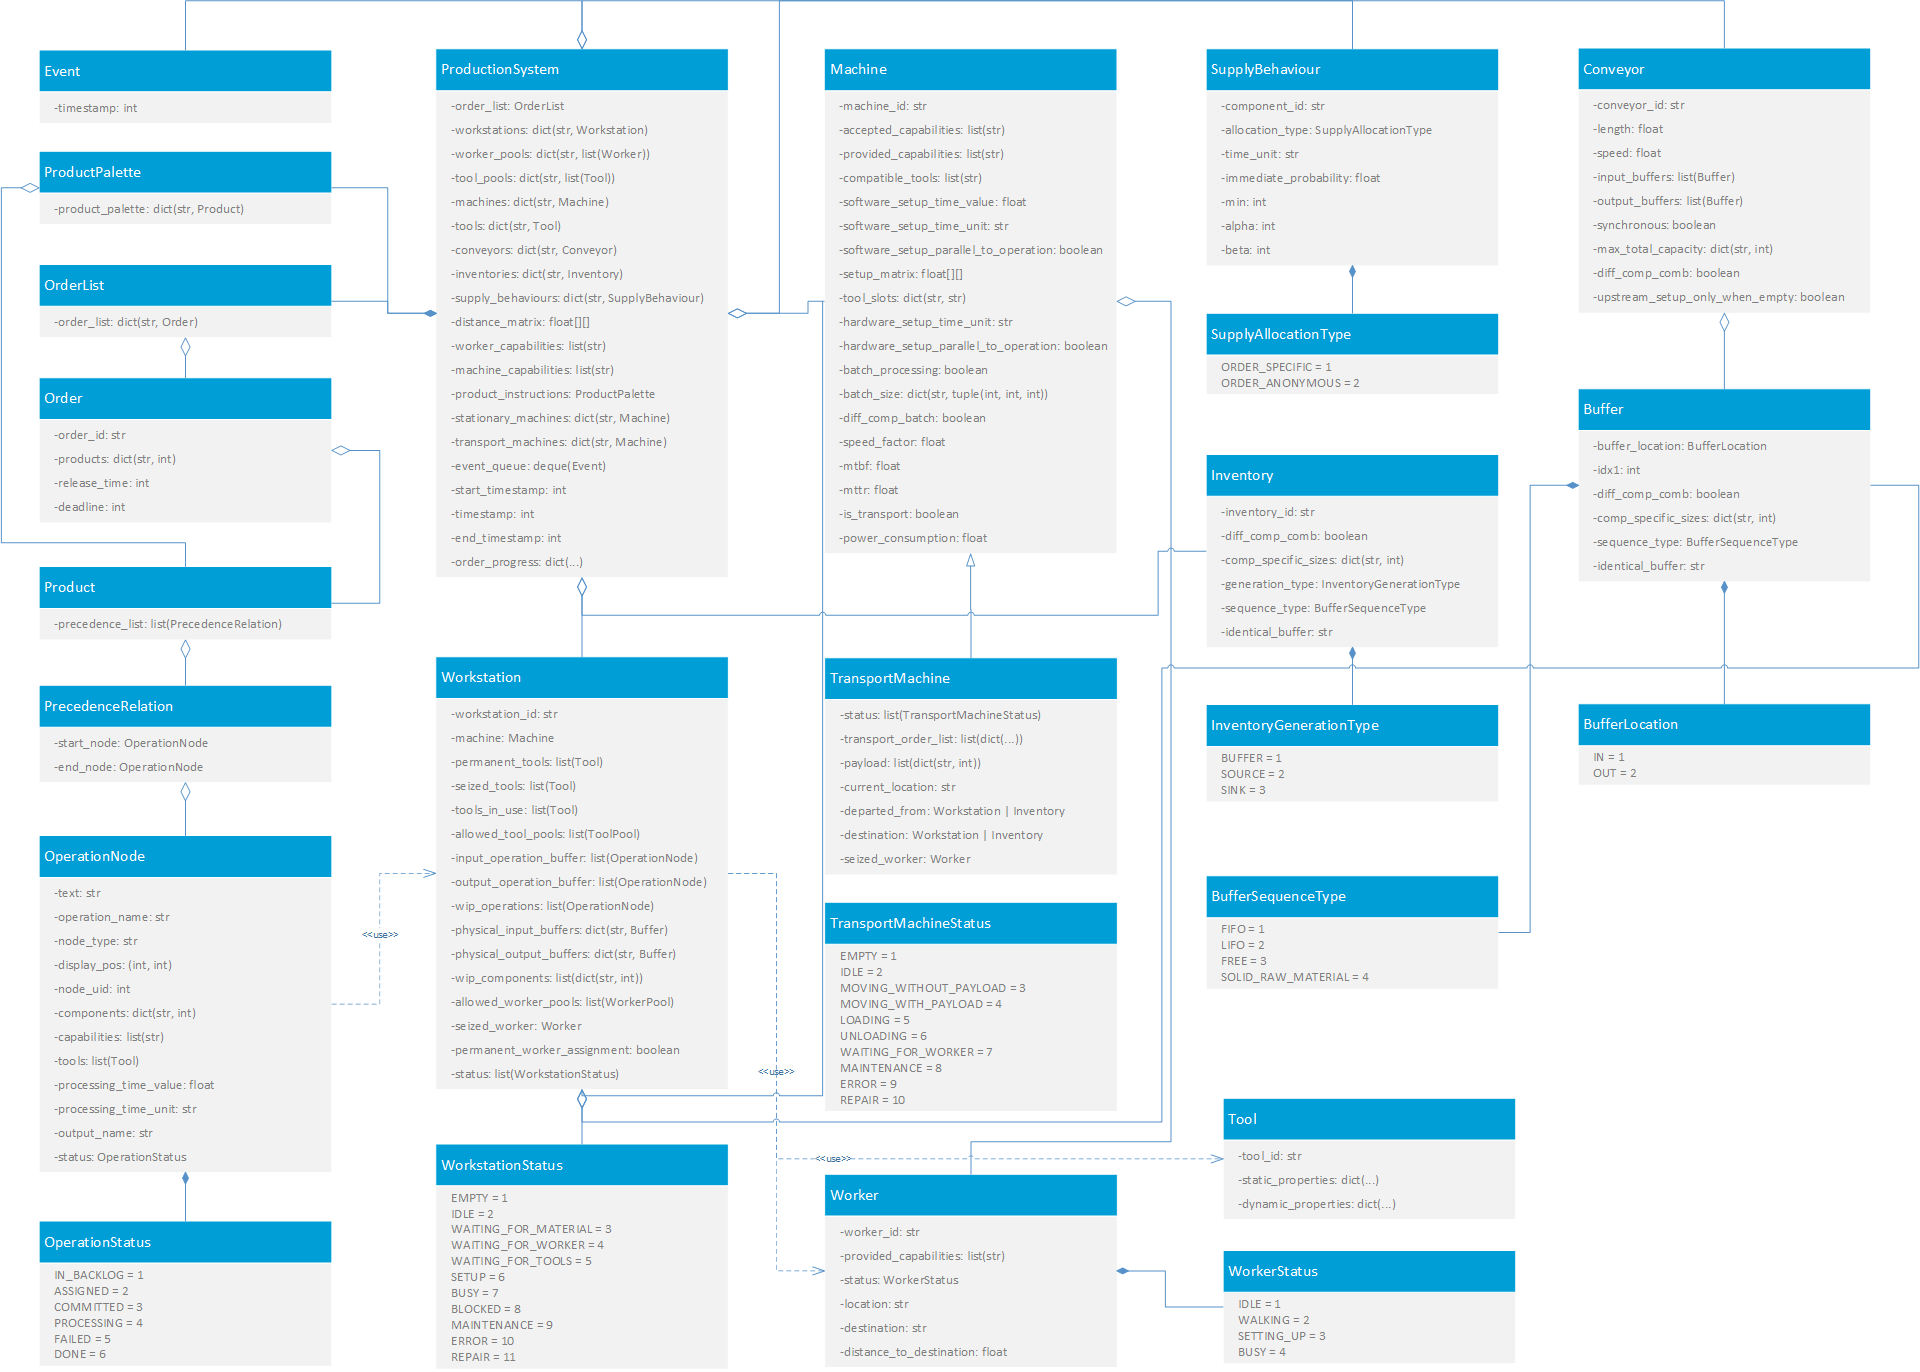 Event
-timestamp: int
ProductPalette
-product_palette: dict(str, Product)
OrderList
-order_list: dict(str, Order)
Order
-order_id: str
-products: dict(str, int)
-release_time: int
-deadline: int
Product
-precedence_list: list(PrecedenceRelation)
PrecedenceRelation
-start_node: OperationNode
-end_node: OperationNode
OperationNode
-text: str
-operation_name: str
-node_type: str
-display_pos: (int, int)
-node_uid: int
-components: dict(str, int)
-capabilities: list(str)
-tools: list(Tool)
-processing_time_value: float
-processing_time_unit: str
-output_name: str
-status: OperationStatus
OperationStatus
IN_BACKLOG = 1
ASSIGNED = 2
COMMITTED = 3
PROCESSING = 4
FAILED = 5
DONE = 6
<<use>>
ProductionSystem
-order_list: OrderList
-workstations: dict(str, Workstation)
-worker_pools: dict(str, list(Worker))
-tool_pools: dict(str, list(Tool))
-machines: dict(str, Machine)
-tools: dict(str, Tool)
-conveyors: dict(str, Conveyor)
-inventories: dict(str, Inventory)
-supply_behaviours: dict(str, SupplyBehaviour)
-distance_matrix: float[][]
-worker_capabilities: list(str)
-machine_capabilities: list(str)
-product_instructions: ProductPalette
-stationary_machines: dict(str, Machine)
-transport_machines: dict(str, Machine)
-event_queue: deque(Event)
-start_timestamp: int
-timestamp: int
-end_timestamp: int
-order_progress: dict(...)
Workstation
-workstation_id: str
-machine: Machine
-permanent_tools: list(Tool)
-seized_tools: list(Tool)
-tools_in_use: list(Tool)
-allowed_tool_pools: list(ToolPool)
-input_operation_buffer: list(OperationNode)
-output_operation_buffer: list(OperationNode)
-wip_operations: list(OperationNode)
-physical_input_buffers: dict(str, Buffer)
-physical_output_buffers: dict(str, Buffer)
-wip_components: list(dict(str, int))
-allowed_worker_pools: list(WorkerPool)
-seized_worker: Worker
-permanent_worker_assignment: boolean
-status: list(WorkstationStatus)
WorkstationStatus
EMPTY = 1
IDLE = 2
WAITING_FOR_MATERIAL = 3
WAITING_FOR_WORKER = 4
WAITING_FOR_TOOLS = 5
SETUP = 6
BUSY = 7
BLOCKED = 8
MAINTENANCE = 9
ERROR = 10
REPAIR = 11
<<use>>
<<use>>
Machine
-machine_id: str
-accepted_capabilities: list(str)
-provided_capabilities: list(str)
-compatible_tools: list(str)
-software_setup_time_value: float
-software_setup_time_unit: str
-software_setup_parallel_to_operation: boolean
-setup_matrix: float[][]
-tool_slots: dict(str, str)
-hardware_setup_time_unit: str
-hardware_setup_parallel_to_operation: boolean
-batch_processing: boolean
-batch_size: dict(str, tuple(int, int, int))
-diff_comp_batch: boolean
-speed_factor: float
-mtbf: float
-mttr: float
-is_transport: boolean
-power_consumption: float
TransportMachine
-status: list(TransportMachineStatus)
-transport_order_list: list(dict(...))
-payload: list(dict(str, int))
-current_location: str
-departed_from: Workstation | Inventory
-destination: Workstation | Inventory
-seized_worker: Worker
TransportMachineStatus
EMPTY = 1
IDLE = 2
MOVING_WITHOUT_PAYLOAD = 3
MOVING_WITH_PAYLOAD = 4
LOADING = 5
UNLOADING = 6
WAITING_FOR_WORKER = 7
MAINTENANCE = 8
ERROR = 9
REPAIR = 10
Worker
-worker_id: str
-provided_capabilities: list(str)
-status: WorkerStatus
-location: str
-destination: str
-distance_to_destination: float
SupplyBehaviour
-component_id: str
-allocation_type: SupplyAllocationType
-time_unit: str
-immediate_probability: float
-min: int
-alpha: int
-beta: int
SupplyAllocationType
ORDER_SPECIFIC = 1
ORDER_ANONYMOUS = 2
Inventory
-inventory_id: str
-diff_comp_comb: boolean
-comp_specific_sizes: dict(str, int)
-generation_type: InventoryGenerationType
-sequence_type: BufferSequenceType
-identical_buffer: str
InventoryGenerationType
BUFFER = 1
SOURCE = 2
SINK = 3
BufferSequenceType
FIFO = 1
LIFO = 2
FREE = 3
SOLID_RAW_MATERIAL = 4
Tool
-tool_id: str
-static_properties: dict(...)
-dynamic_properties: dict(...)
WorkerStatus
IDLE = 1
WALKING = 2
SETTING_UP = 3
BUSY = 4
Conveyor
-conveyor_id: str
-length: float
-speed: float
-input_buffers: list(Buffer)
-output_buffers: list(Buffer)
-synchronous: boolean
-max_total_capacity: dict(str, int)
-diff_comp_comb: boolean
-upstream_setup_only_when_empty: boolean
Buffer
-buffer_location: BufferLocation
-idx1: int
-diff_comp_comb: boolean
-comp_specific_sizes: dict(str, int)
-sequence_type: BufferSequenceType
-identical_buffer: str
BufferLocation
IN = 1
OUT = 2